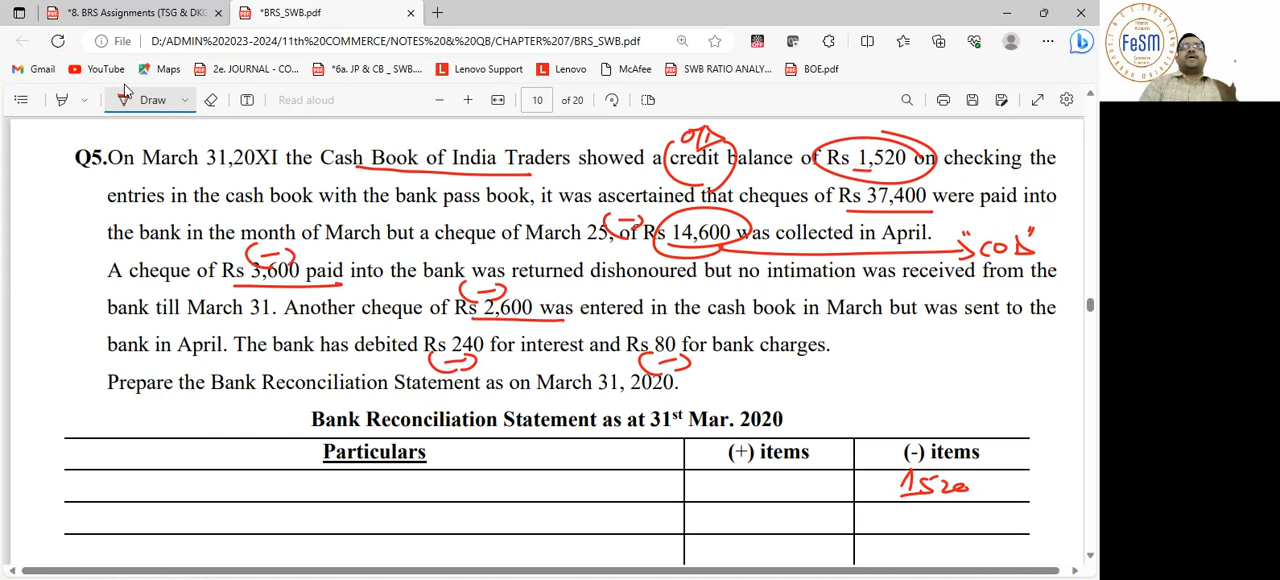 *8. BRS Assignments (TSG & DKG
*BRS_SWB.pdf
File D:/ADMIN%202023-2024/11th%20COMMERCE/NOTES%20&%20QB/CHAPTER%207/BRS_SWB.pdf
Gmail YouTube Maps 2e. JOURNAL - CO... *6a. JP & CB _ SWB.... Lenovo Support Lenovo McAfee SWB RATIO ANALY... BOE.pdf
Draw Read aloud 10 of 20
FeSM
O/D
Q5.On March 31,20XI the Cash Book of India Traders showed a credit balance of Rs 1,520 on checking the
entries in the cash book with the bank pass book, it was ascertained that cheques of Rs 37,400 were paid into
(-)
the bank in the month of March but a cheque of March 25, of Rs 14,600 was collected in April.
"COD"
(-)
A cheque of Rs 3,600 paid into the bank was returned dishonoured but no intimation was received from the
(-)
bank till March 31. Another cheque of Rs 2,600 was entered in the cash book in March but was sent to the
bank in April. The bank has debited Rs 240 for interest and Rs 80 for bank charges.
(-) (-)
Prepare the Bank Reconciliation Statement as on March 31, 2020.
Bank Reconciliation Statement as at 31st Mar. 2020
Particulars (+) items (-) items
1520